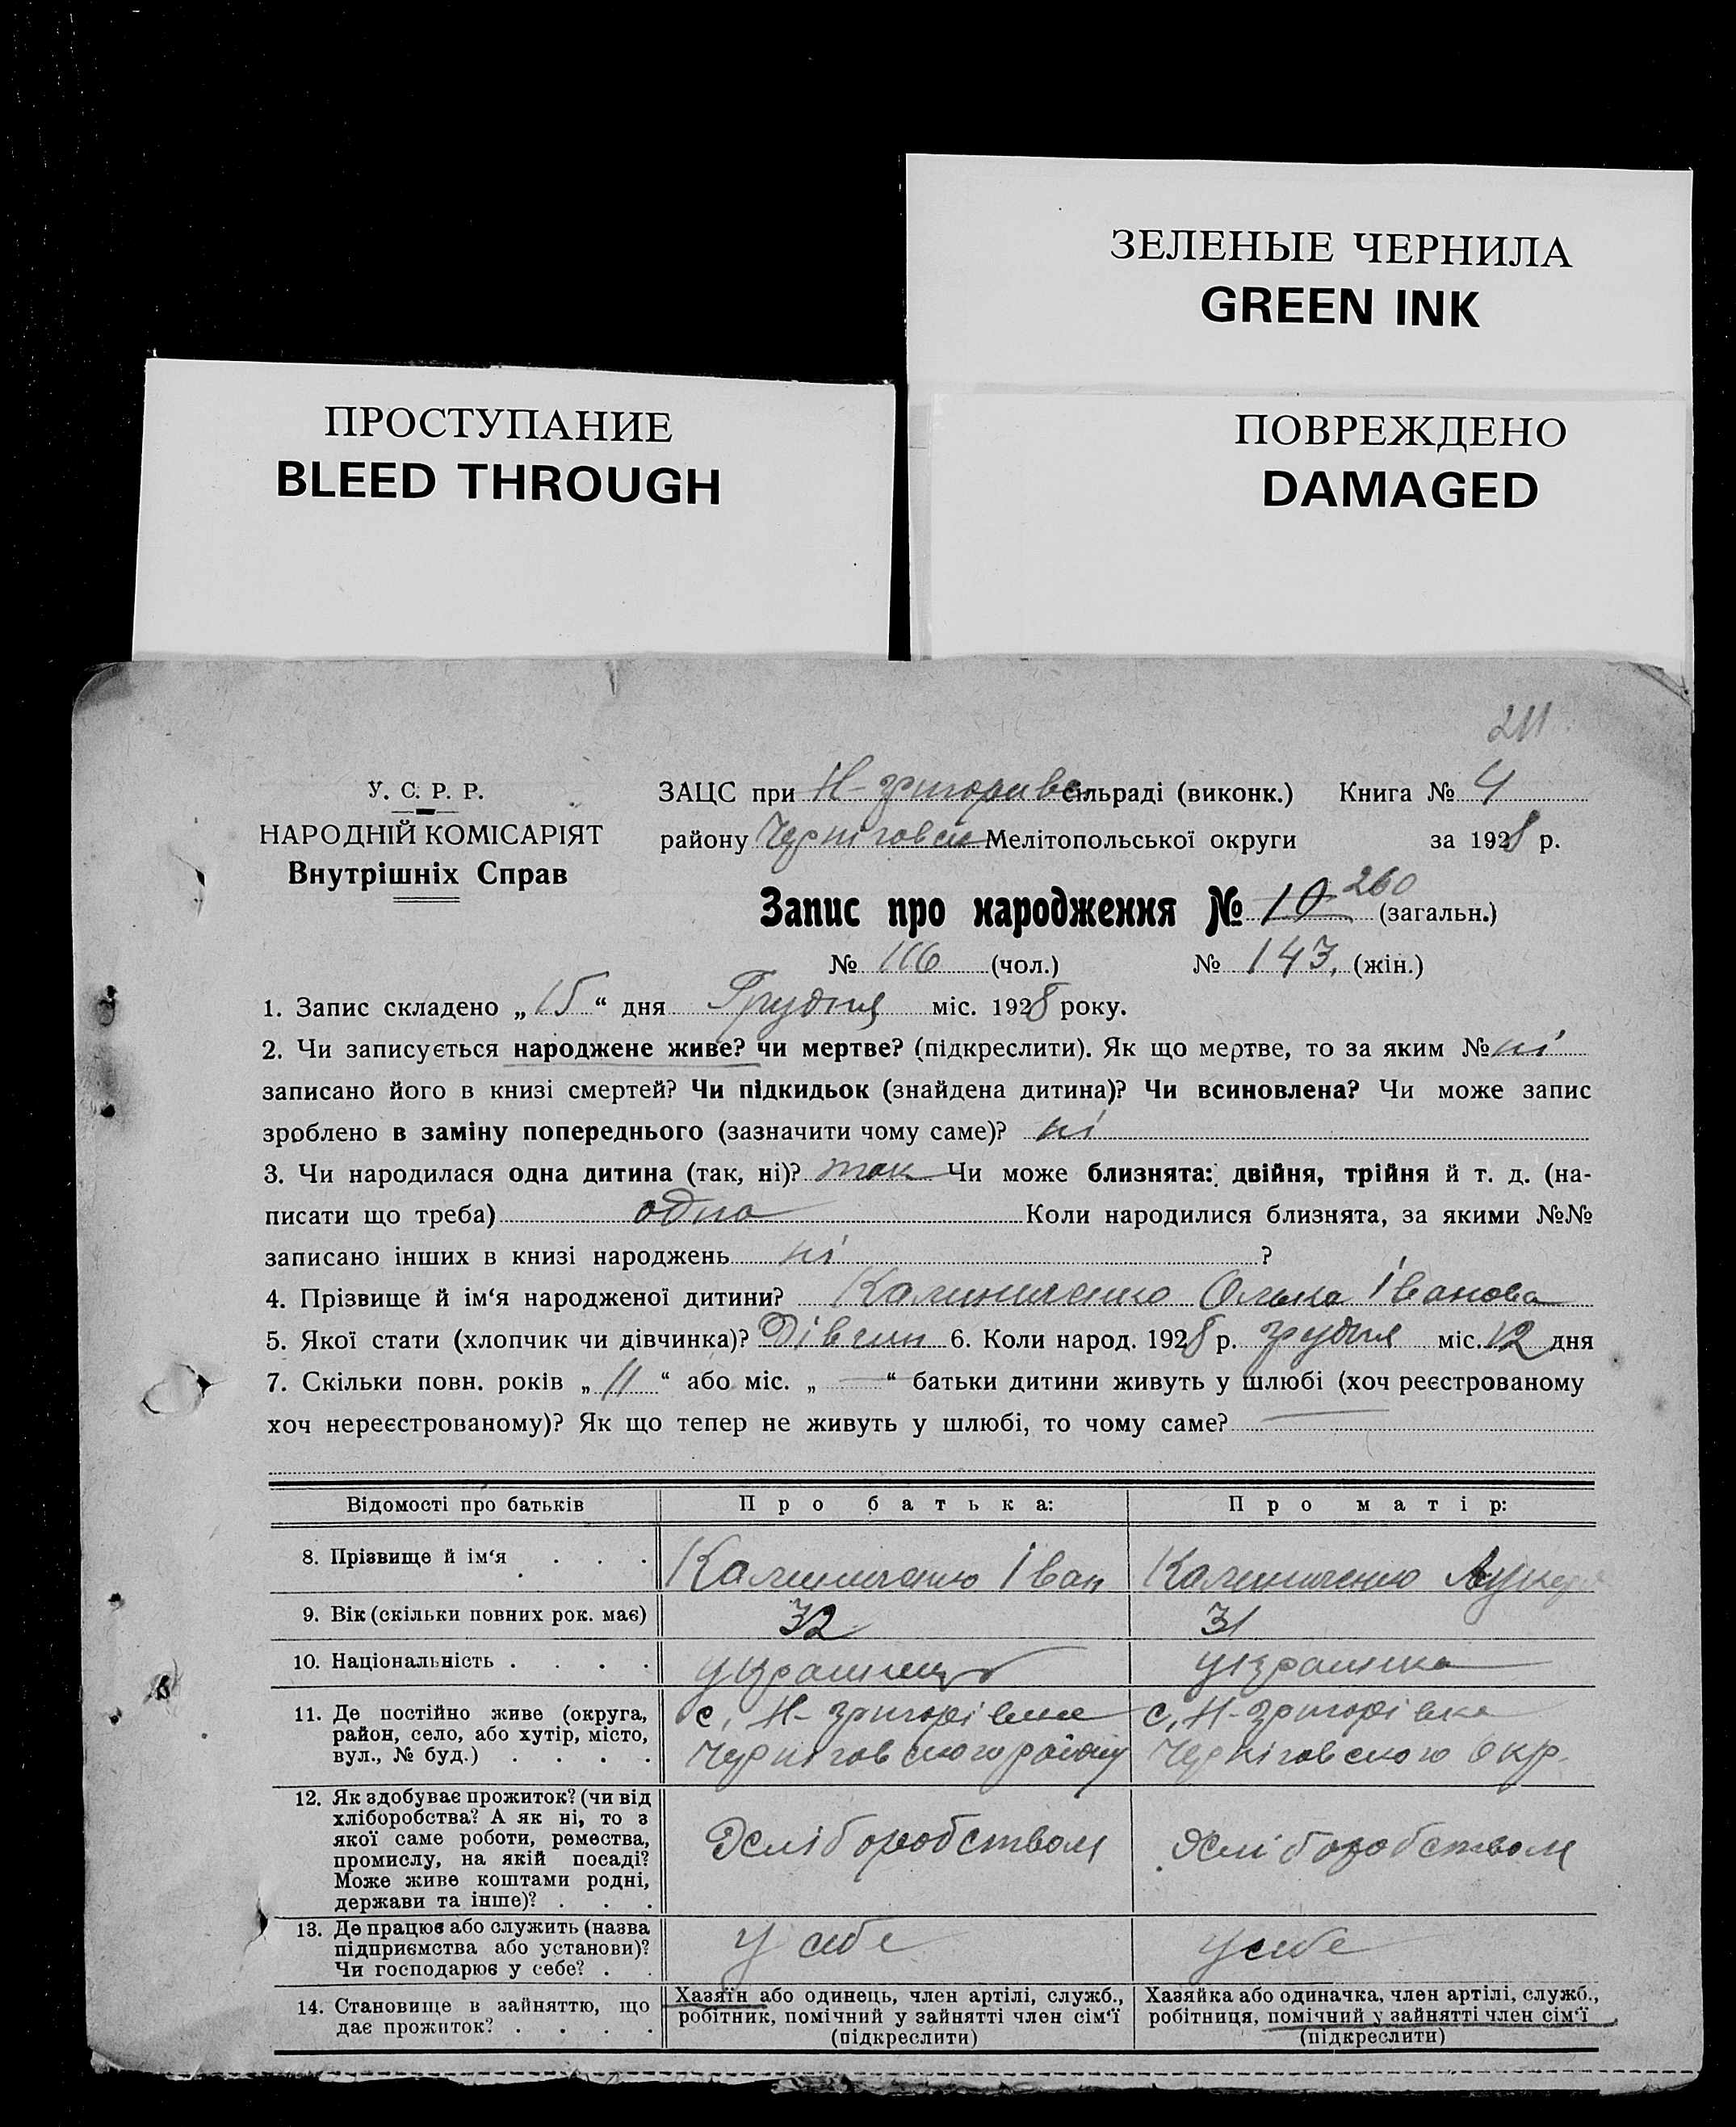 ЗЕЛЕНЫЕ ЧЕРНИЛА
GREEN INK
ПРОСТУПАНИЕ
BLEED THROUGH
ПОВРЕЖДЕНО
DAMAGED
211
У. С. Р. Р.
НАРОДНІЙ КОМІСАРІЯТ
Внутрішніх Справ
ЗАЦС при Н-Григорівс сільраді (виконк.) Книга № 4
району Черніговськ Мелітопольської округи за 1928 р.
260
Запис про народження № 10 (загальн.)
№ 116 (чол.) № 143. (жін.)
1. Запис складено „15“ дня Грудня міс. 1928 року.
2. Чи записується народжене живе? чи мертве? (підкреслити). Як що мертве, то за яким № ні
записано його в книзі смертей? Чи підкидьок (знайдена дитина)? Чи всиновлена? Чи може запис
зроблено в заміну попереднього (зазначити чому саме)? ні
3. Чи народилася одна дитина (так, ні)? так Чи може близнята: двійня, трійня й т. д. (на-
писати що треба) одна Коли народилися близнята, за якими №№
записано інших в книзі народжень ні ?
4. Прізвище й ім‘я народженої дитини? Калиниченко Ольга Іванова
5. Якої стати (хлопчик чи дівчинка)? Дівчин 6. Коли народ. 1928 р. грудня міс. 12 дня
7. Скільки повн. років „11“ або міс. „—“ батьки дитини живуть у шлюбі (хоч реєстрованому
хоч нереєстрованому)? Як що тепер не живуть у шлюбі, то чому саме? —
Відомості про батьків Про батька: Про матір:
8. Прізвище й ім‘я . . . Калиниченко Іван Калиниченко
9. Вік (скільки повних рок. має) 32 31
10. Національність . . . . українець українка
11. Де постійно живе (округа, с. Н-Григорівка с. Н-Григорівка
район, село, або хутір, місто,
вул., № буд.) . . . . Черніговського району Черніговского окр.
12. Як здобуває прожиток? (чи від
хліборобства? А як ні, то з
якої саме роботи, ремества, Хліборобством Хліборобством
промислу, на якій посаді?
Може живе коштами родні,
держави та інше)? . . .
13. Де працює або служить (назва у себе у себе
підприємства або установи)?
Чи господарює у себе? . .
14. Становище в зайняттю, що
дає прожиток? . . . .
Хазяїн або одинець, член артілі, служб.,
робітник, помічний у зайнятті член сім‘ї
(підкреслити)
Хазяйка або одиначка, член артілі, служб.,
робітниця, помічний у зайнятті член сім‘ї
(підкреслити)